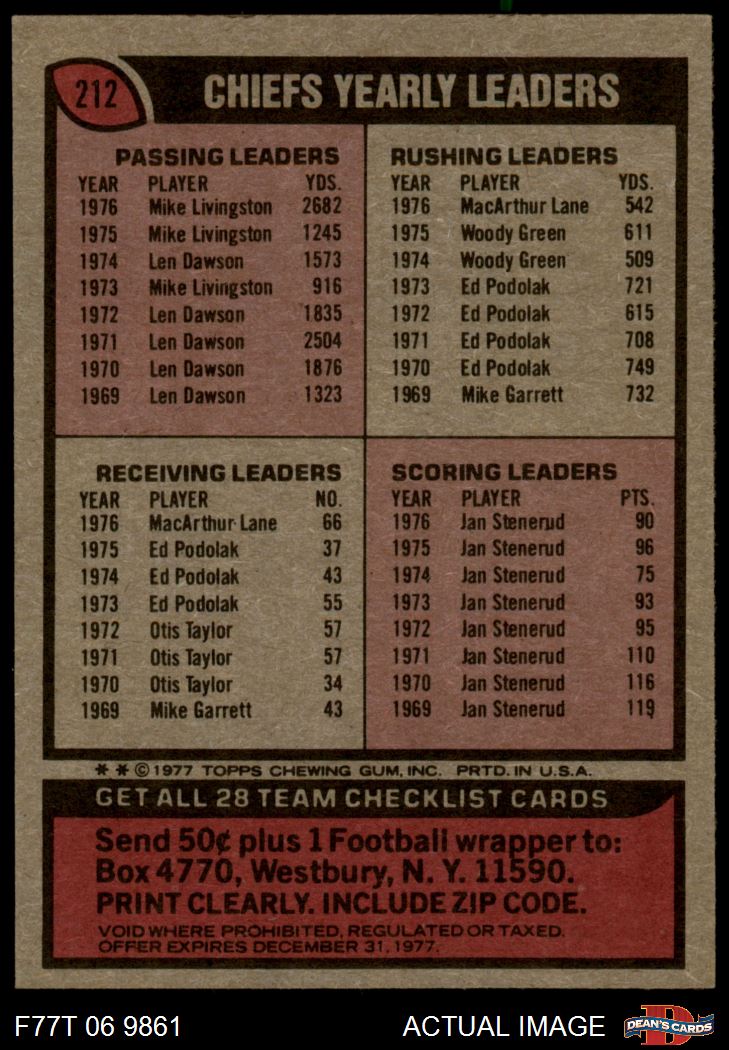 212
CHIEFS YEARLY LEADERS
PASSING LEADERS
YEAR PLAYER YDS.
1976 Mike Livingston 2682
1975 Mike Livingston 1245
1974 Len Dawson 1573
1973 Mike Livingston 916
1972 Len Dawson 1835
1971 Len Dawson 2504
1970 Len Dawson 1876
1969 Len Dawson 1323
RUSHING LEADERS
YEAR PLAYER YDS.
1976 MacArthur Lane 542
1975 Woody Green 611
1974 Woody Green 509
1973 Ed Podolak 721
1972 Ed Podolak 615
1971 Ed Podolak 708
1970 Ed Podolak 749
1969 Mike Garrett 732
RECEIVING LEADERS
YEAR PLAYER NO.
1976 MacArthur Lane 66
1975 Ed Podolak 37
1974 Ed Podolak 43
1973 Ed Podolak 55
1972 Otis Taylor 57
1971 Otis Taylor 57
1970 Otis Taylor 34
1969 Mike Garrett 43
SCORING LEADERS
YEAR PLAYER PTS.
1976 Jan Stenerud 90
1975 Jan Stenerud 96
1974 Jan Stenerud 75
1973 Jan Stenerud 93
1972 Jan Stenerud 95
1971 Jan Stenerud 110
1970 Jan Stenerud 116
1969 Jan Stenerud 119
* * © 1977 TOPPS CHEWING GUM, INC. PRTD. IN U.S.A.
GET ALL 28 TEAM CHECKLIST CARDS
Send 50¢ plus 1 Football wrapper to:
Box 4770, Westbury, N. Y. 11590.
PRINT CLEARLY. INCLUDE ZIP CODE.
VOID WHERE PROHIBITED, REGULATED OR TAXED.
OFFER EXPIRES DECEMBER 31, 1977.
F77T 06 9861
ACTUAL IMAGE
D
DEAN'S CARDS